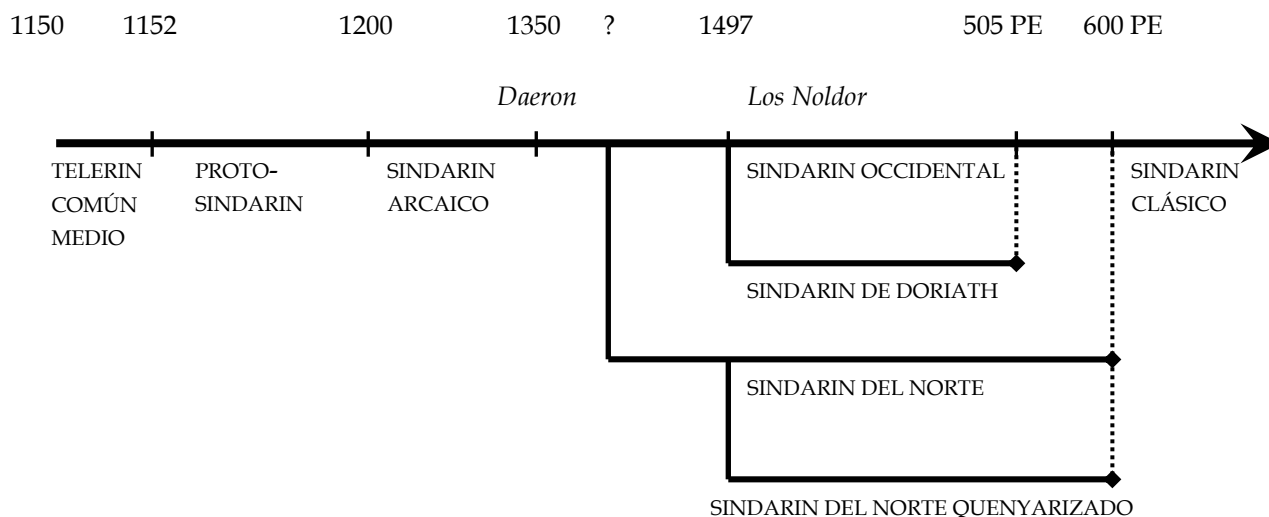 1150 1152 1200 1350 ? 1497 505 PE 600 PE
Daeron Los Noldor
TELERIN PROTO- SINDARIN SINDARIN OCCIDENTAL SINDARIN
COMÚN SINDARIN ARCAICO CLÁSICO
MEDIO
SINDARIN DE DORIATH
SINDARIN DEL NORTE
SINDARIN DEL NORTE QUENYARIZADO